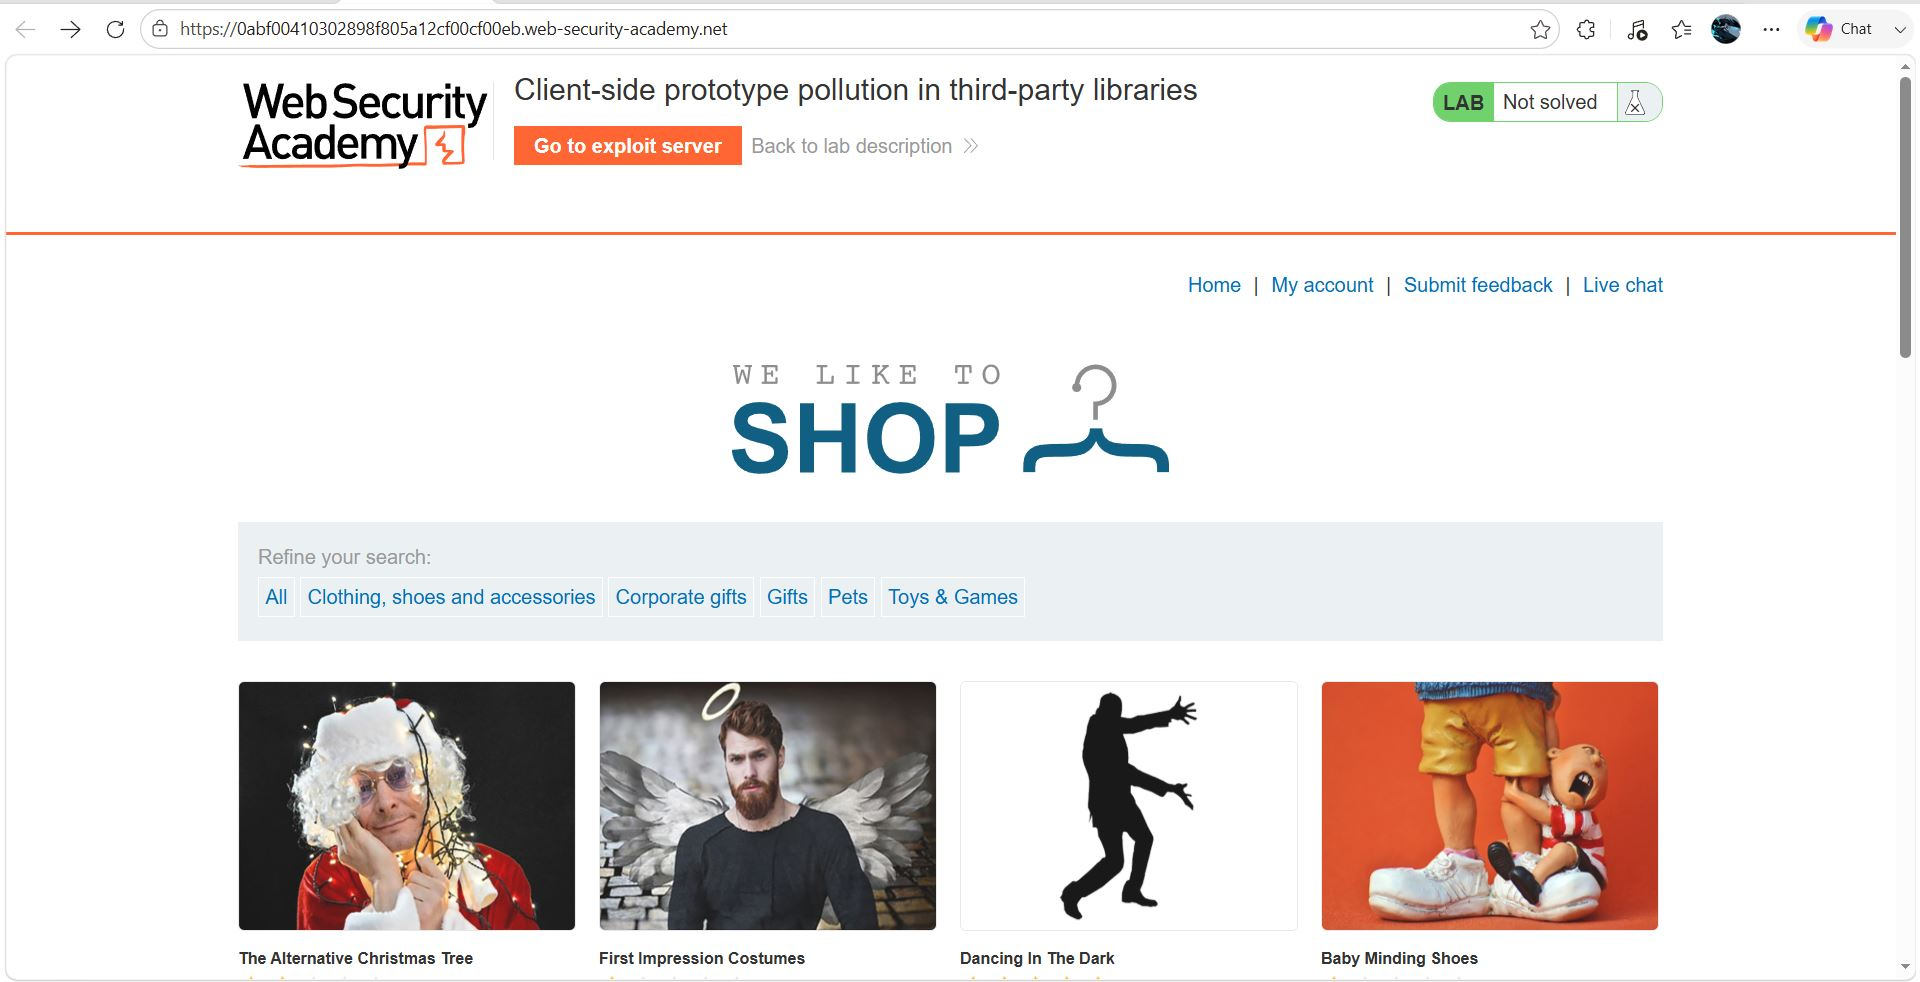 https://0abf00410302898f805a12cf00cf00eb.web-security-academy.net
Chat
Web Security
Academy
Client-side prototype pollution in third-party libraries
Go to exploit server
Back to lab description
LAB
Not solved
Home | My account | Submit feedback | Live chat
WE LIKE TO
SHOP
Refine your search:
All
Clothing, shoes and accessories
Corporate gifts
Gifts
Pets
Toys & Games
The Alternative Christmas Tree
First Impression Costumes
Dancing In The Dark
Baby Minding Shoes